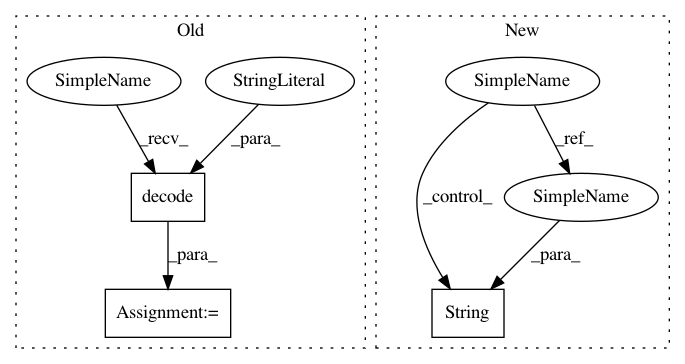 Old
New
SimpleName
StringLiteral
SimpleName
_recv_
_para_
_ref_
decode
_control_
SimpleName
_para_
_para_
Assignment:=
String